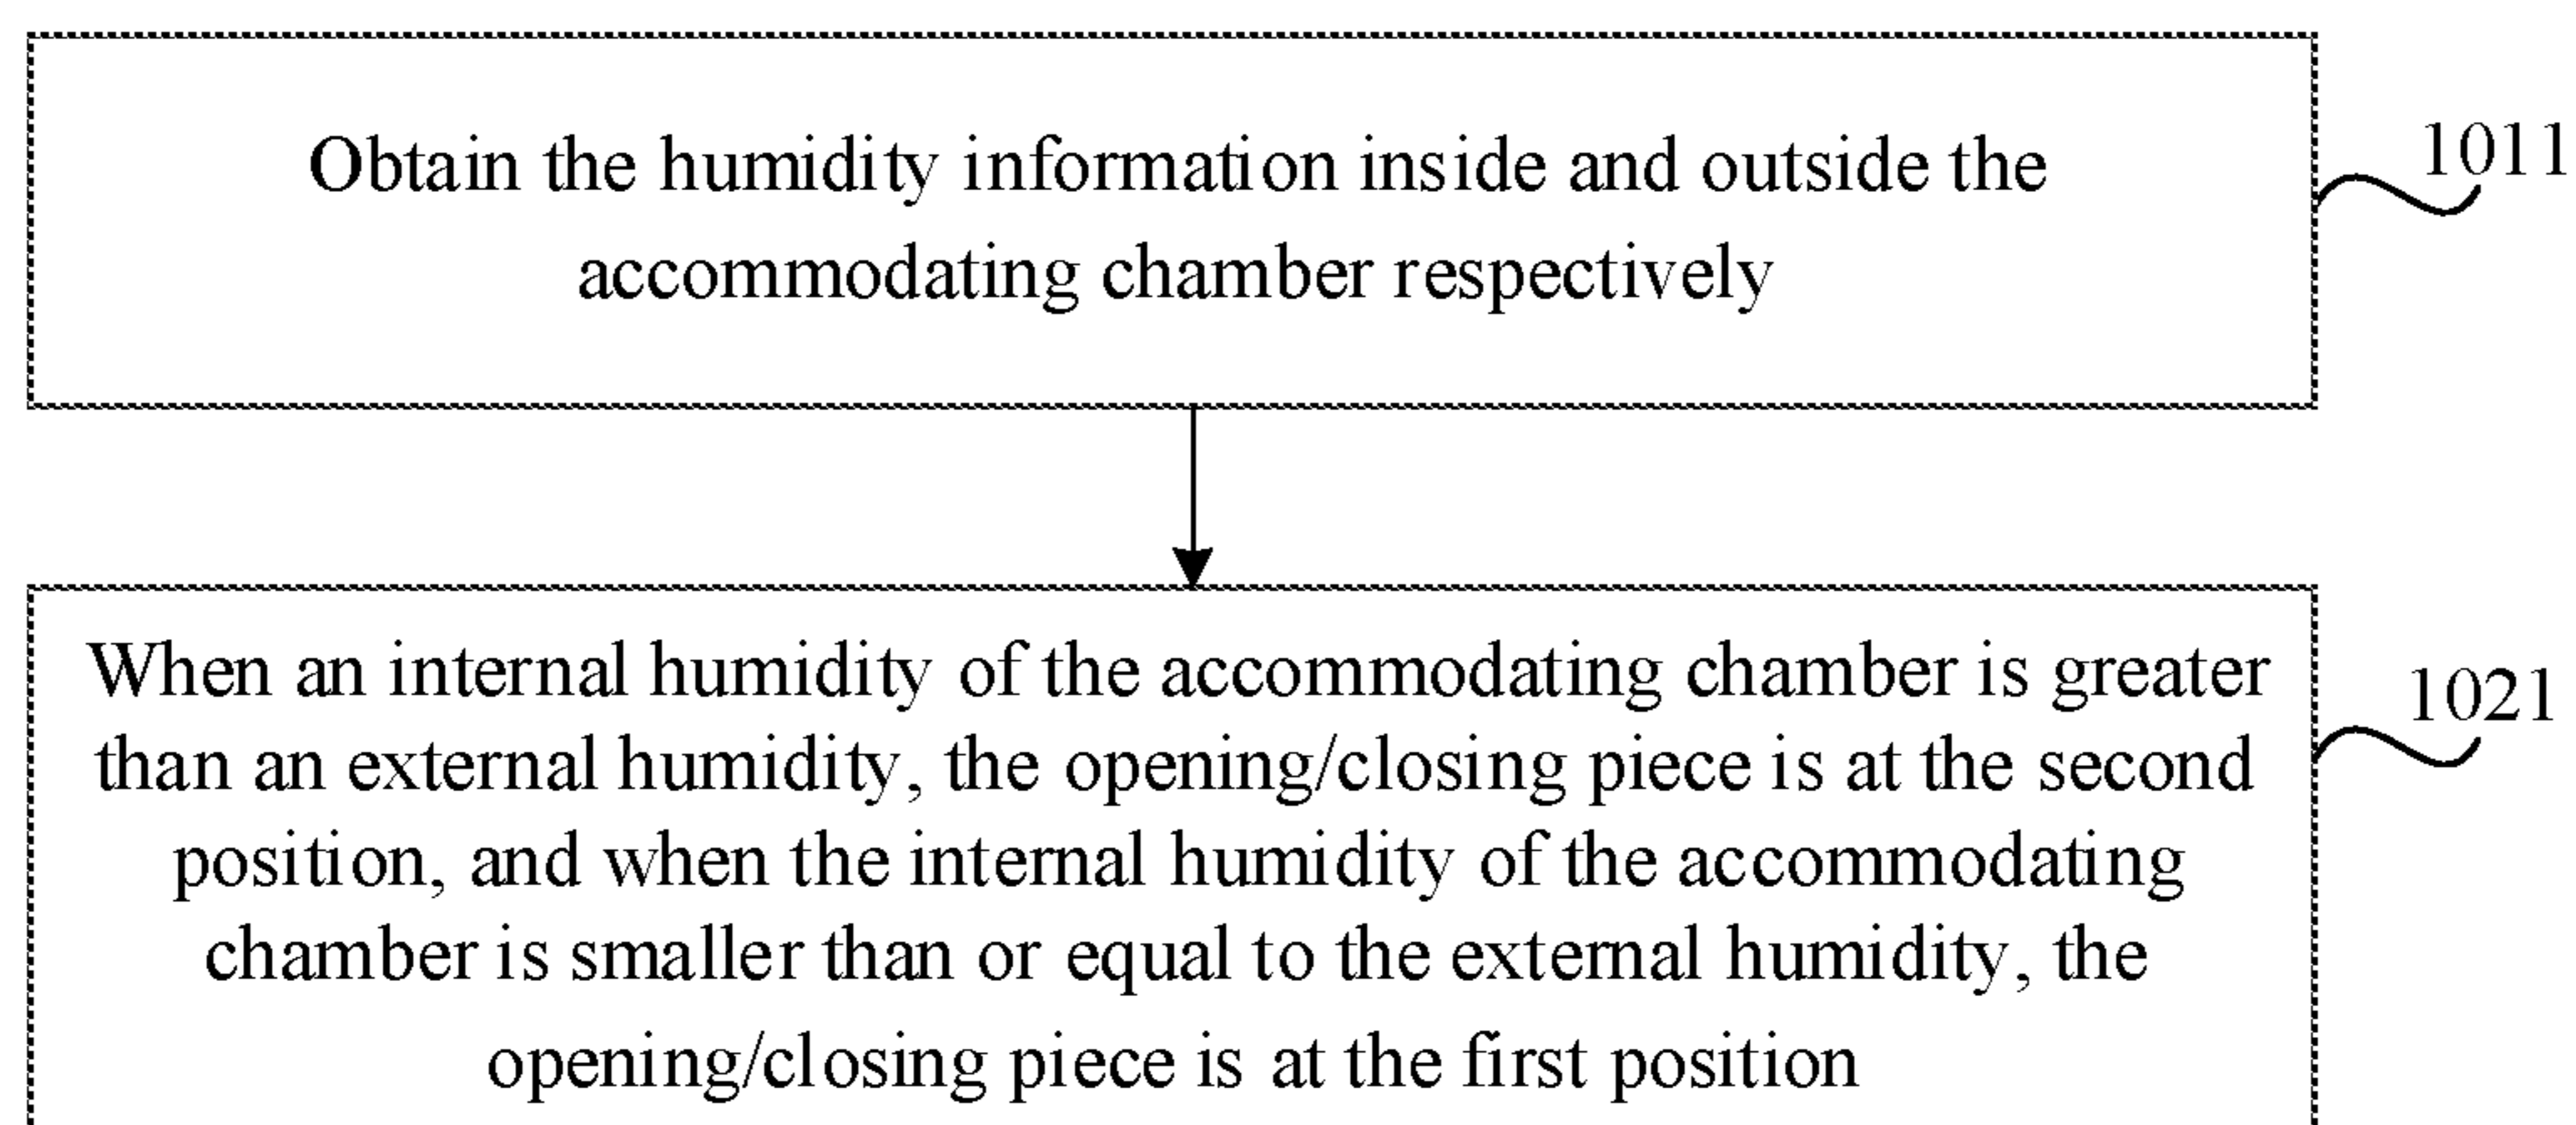 Obtain the humidity information inside and outside the
accommodating chamber respectively
1011
When an internal humidity of the accommodating chamber is greater
than an external humidity, the opening/closing piece is at the second
position, and when the internal humidity of the accommodating
chamber is smaller than or equal to the external humidity, the
opening/closing piece is at the first position
1021